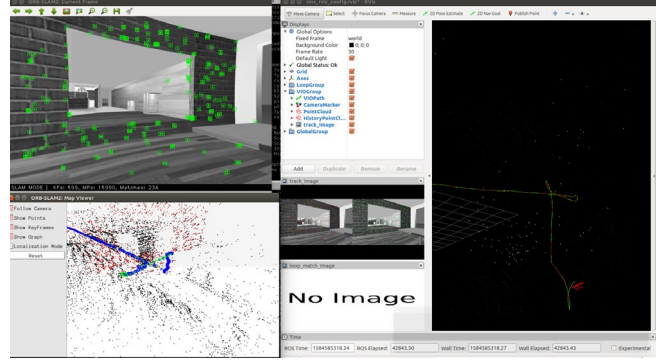 ORB-SLAM2: Current Frame
SLAM MODE | KFs: 590, MPs: 15900, Matches: 234
ORB-SLAM2: Map Viewer
Follow Camera
Show Points
Show KeyFrames
Show Graph
Localization Mode
Reset
Move Camera
Select
Focus Camera
Measure
2D Pose Estimate
2D Nav Goal
Publish Point
Displays
Global Options
Fixed Frame
world
Background Color
0; 0; 0
Frame Rate
30
Default Light
Global Status: Ok
Grid
Axes
LoopGroup
VIOGroup
VIOPath
CameraMarker
PointCloud
HistoryPointCl...
track_image
GlobalGroup
Add
Duplicate
Remove
Rename
track_image
loop_match_image
No Image
Time
ROS Time: 1584585318.24
ROS Elapsed: 42843.50
Wall Time: 1584585318.27
Wall Elapsed: 42843.43
Experimental